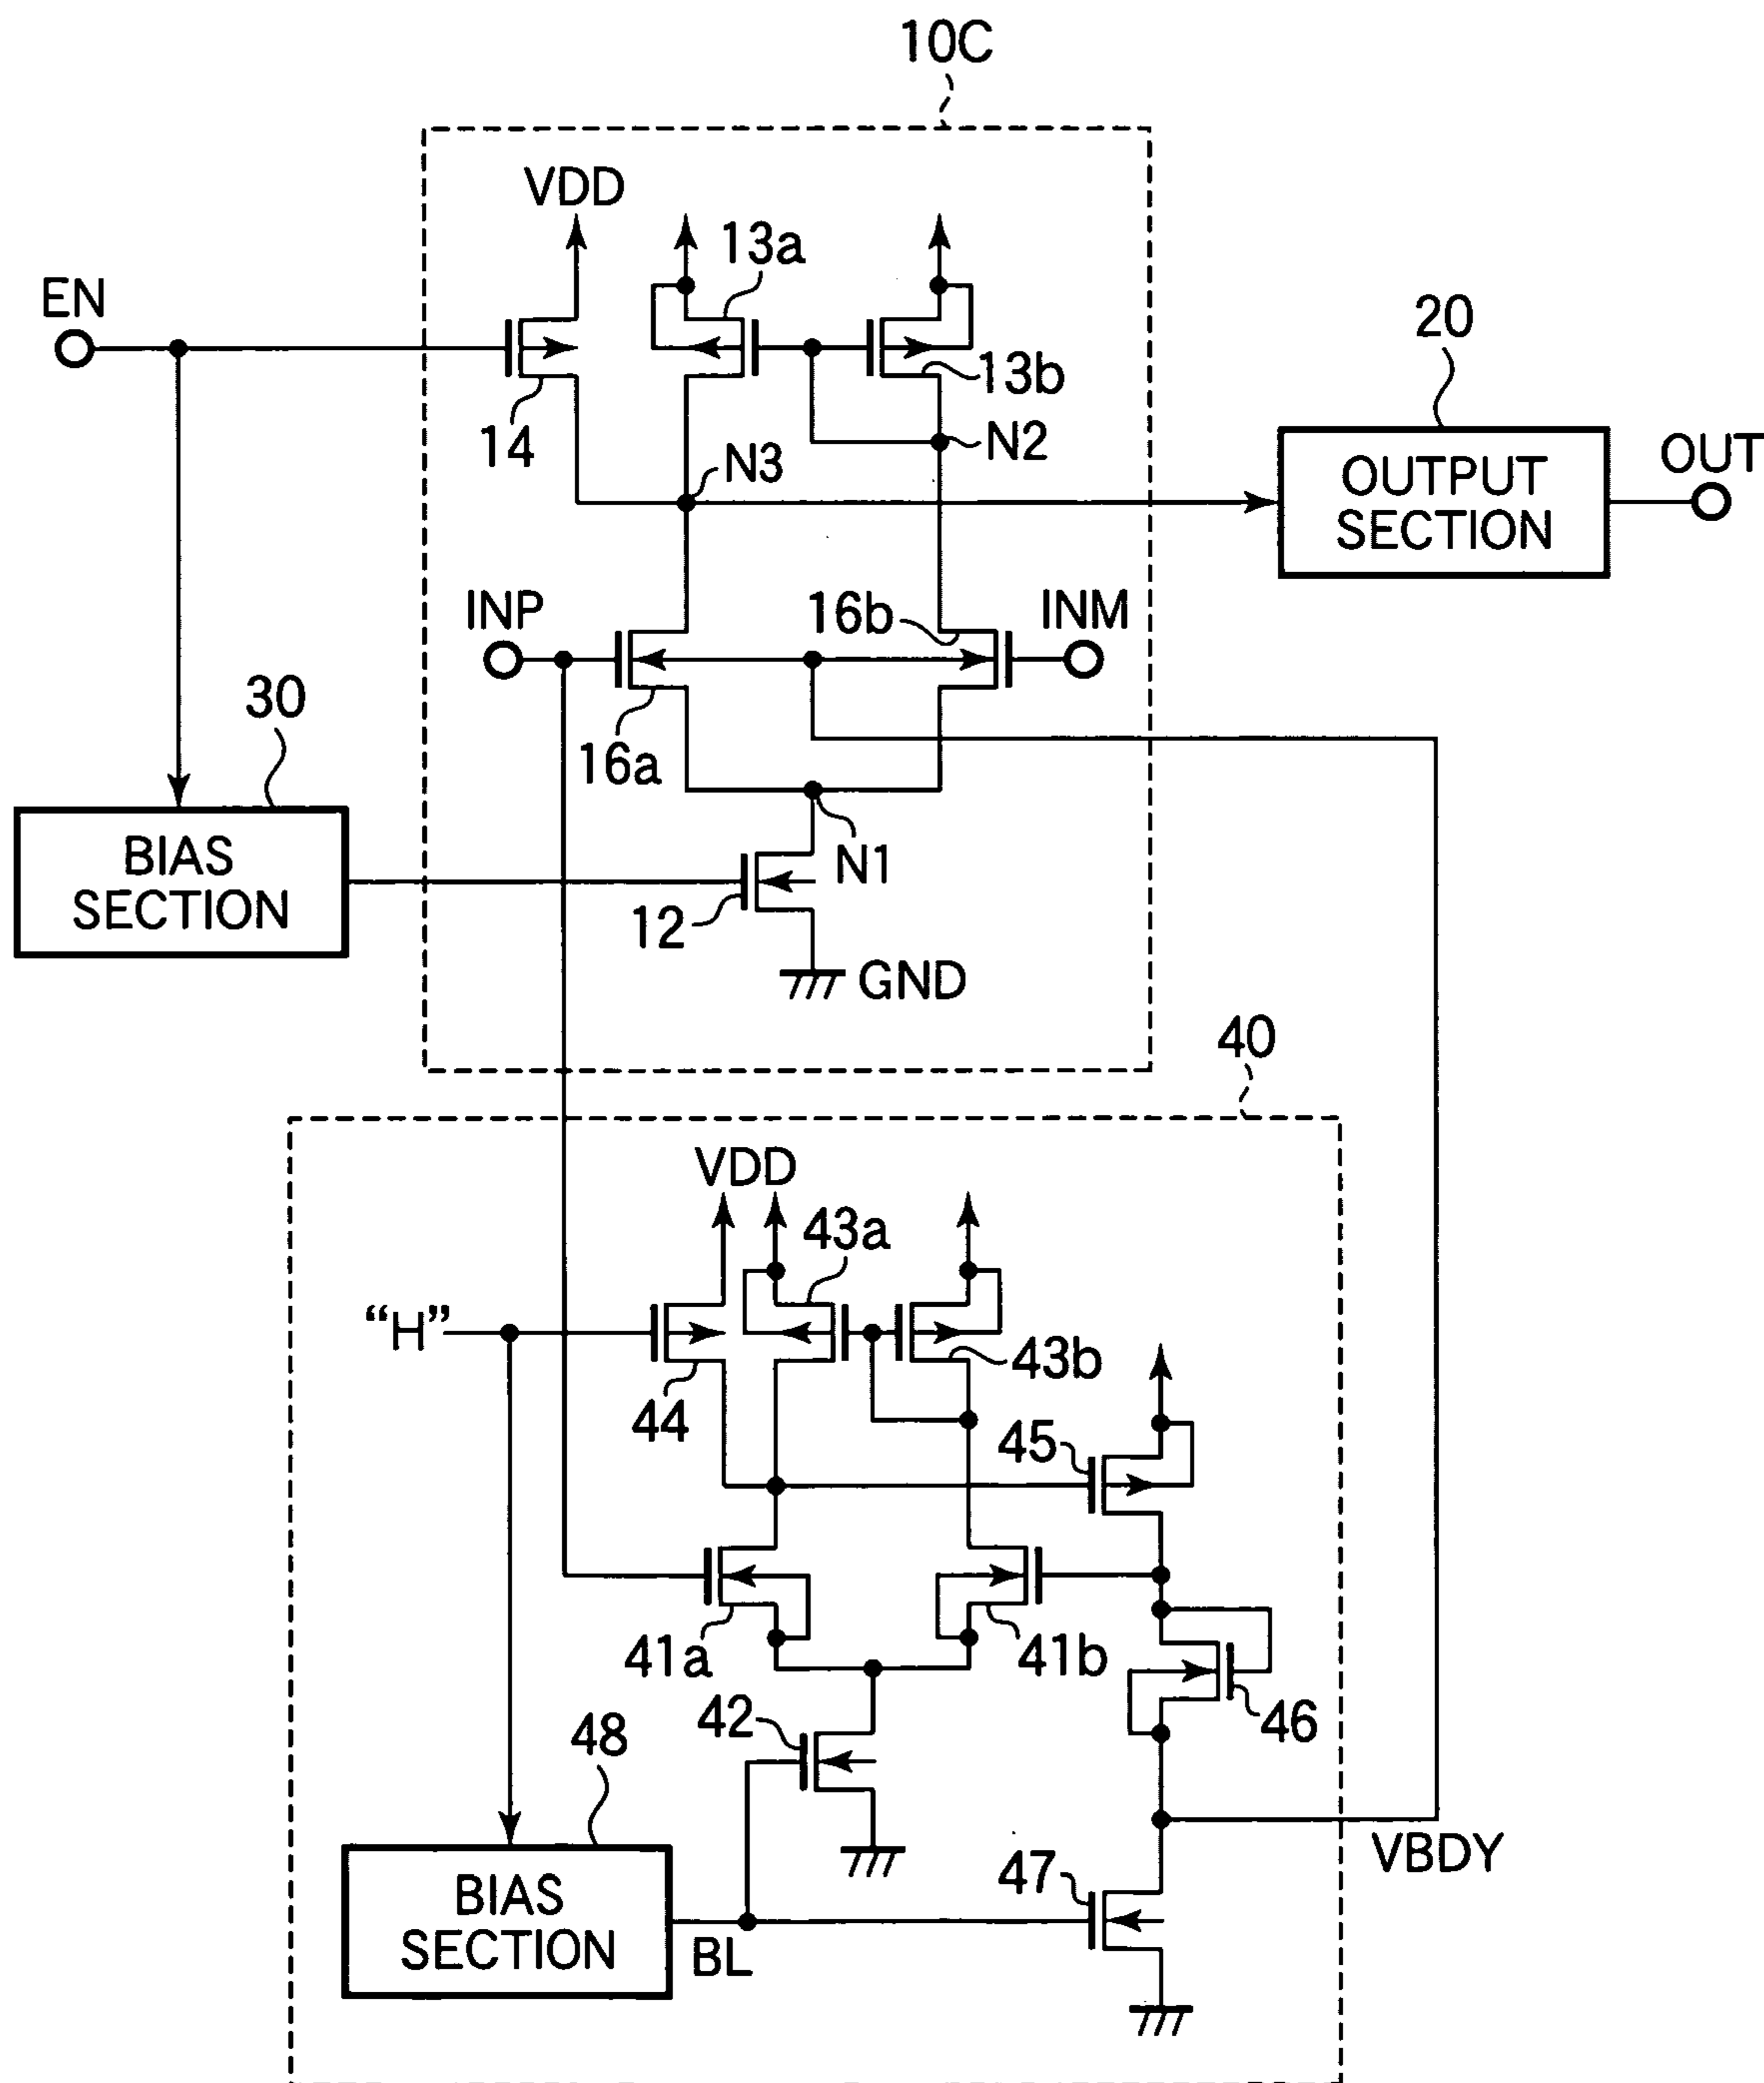 10C
VDD
13a
EN
20
13b
14
N2
N3
OUTPUT
SECTION
OUT
INP
16b
INM
30
16a
BIAS
SECTION
N1
12
GND
40
VDD
43a
“H”
43b
44
45
41a
41b
42
46
48
VBDY
47
BIAS
SECTION
BL